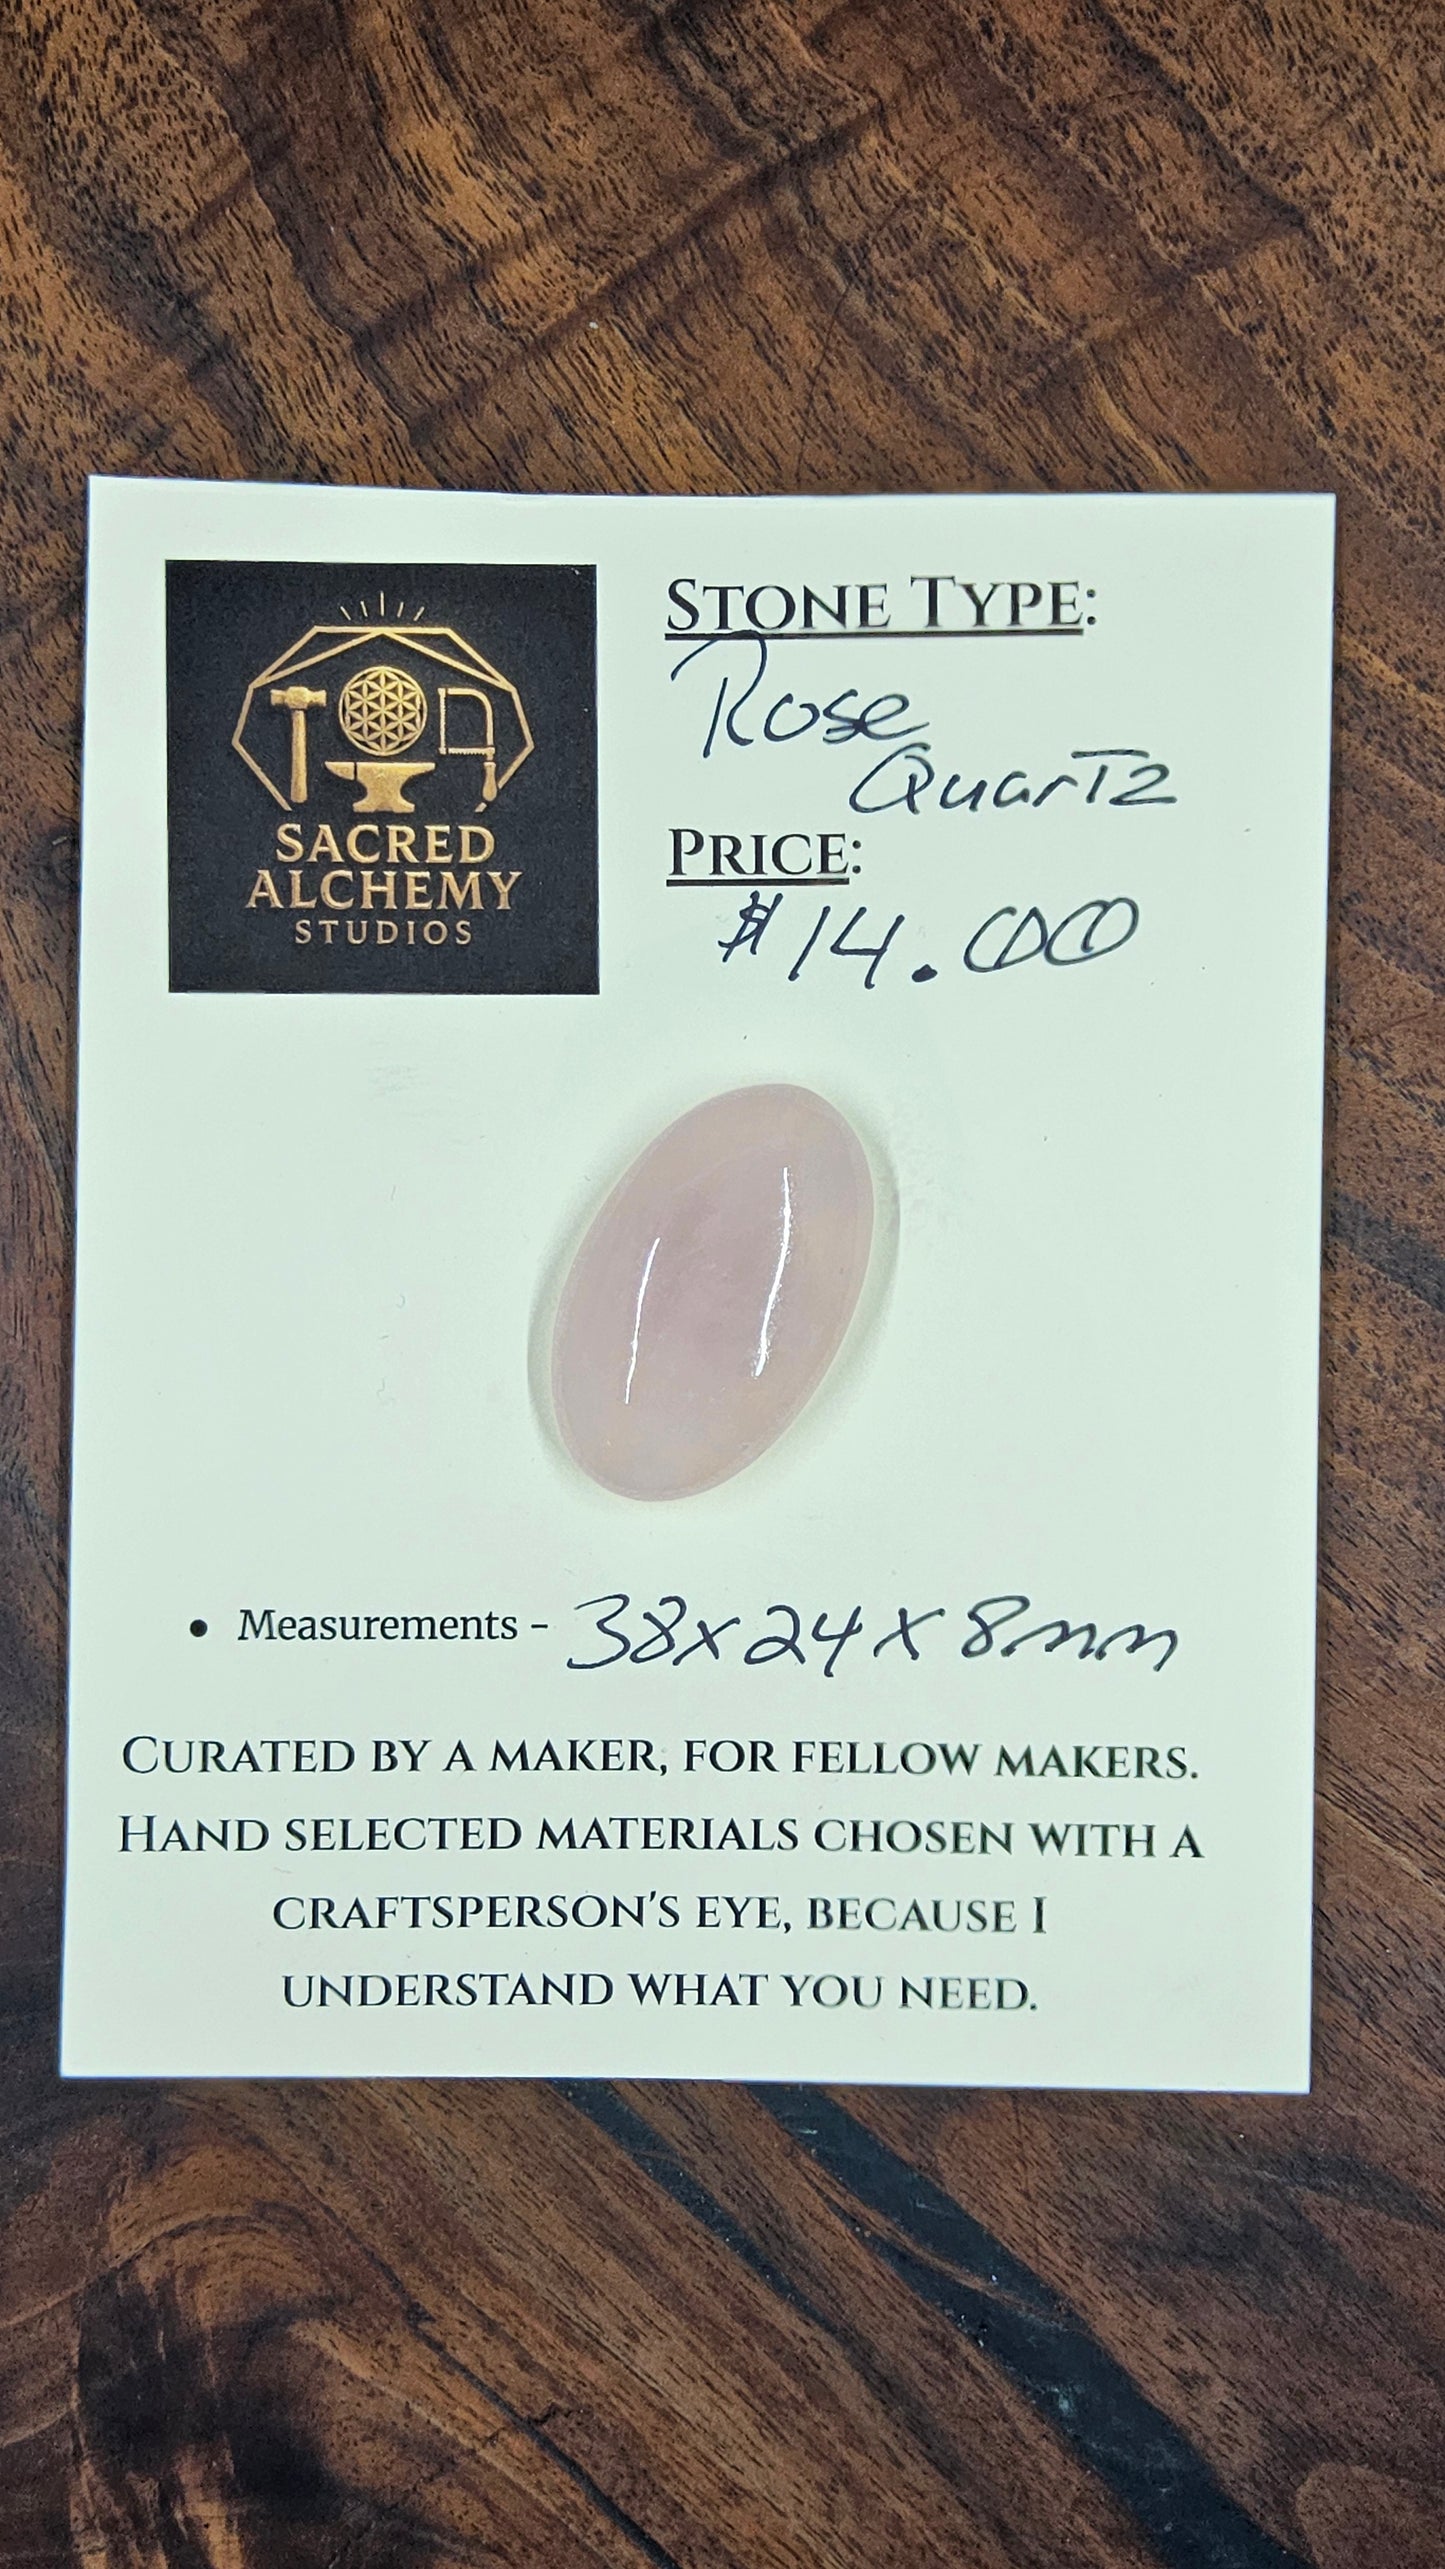 SACRED
ALCHEMY
STUDIOS
STONE TYPE:
Rose
Quartz
PRICE:
$14.00
• Measurements - 38x24x8mm
CURATED BY A MAKER, FOR FELLOW MAKERS.
HAND SELECTED MATERIALS CHOSEN WITH A
CRAFTSPERSON'S EYE, BECAUSE I
UNDERSTAND WHAT YOU NEED.